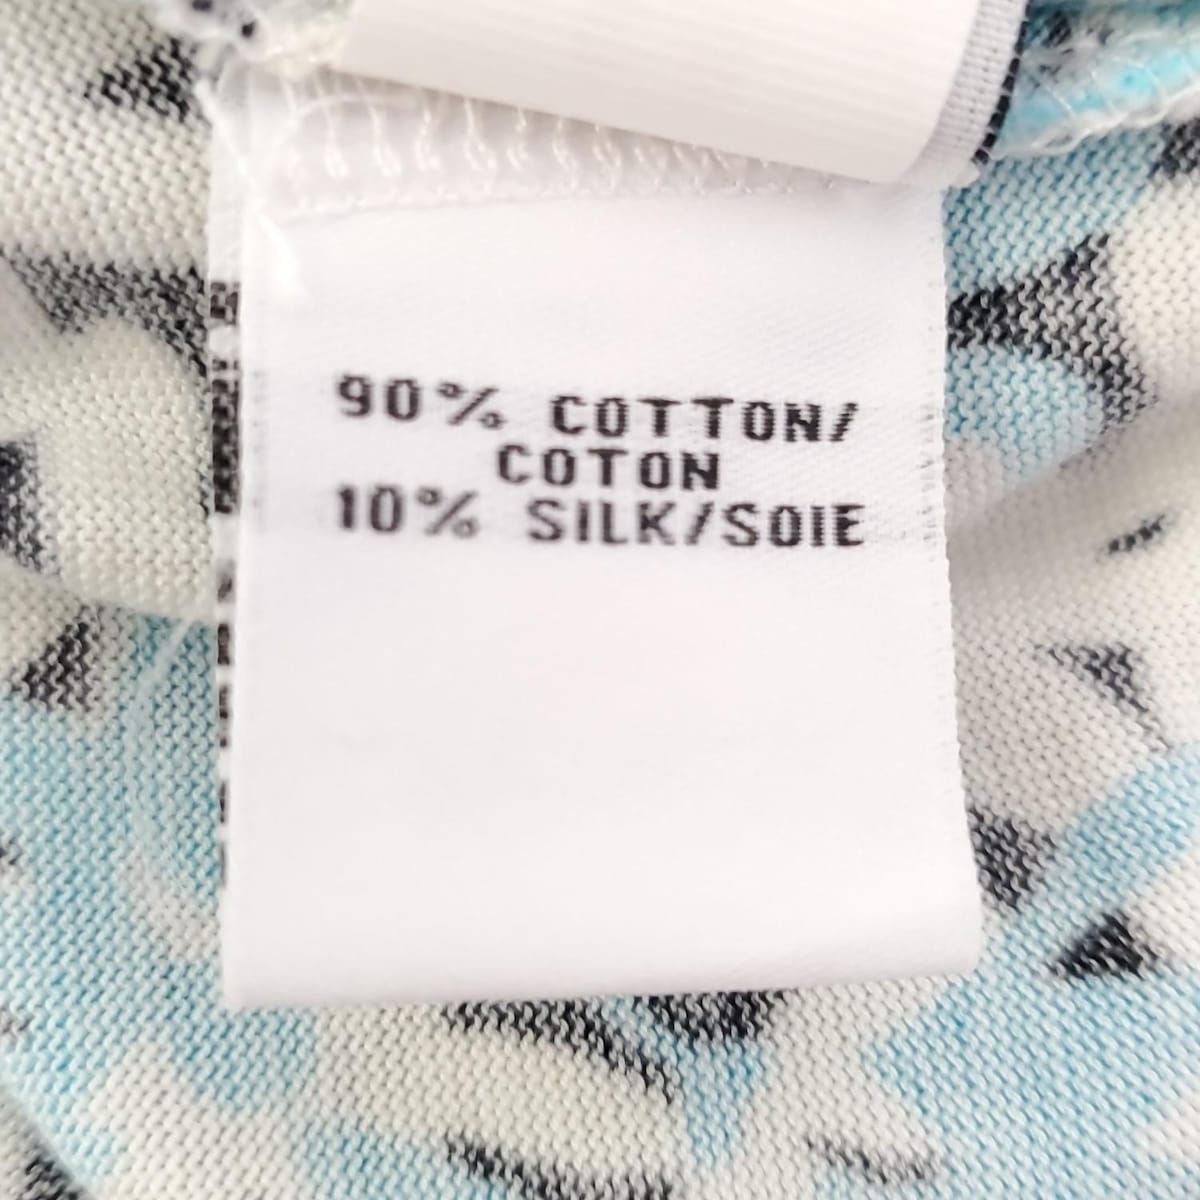 90% COTTON/
COTON
10% SILK/SOIE